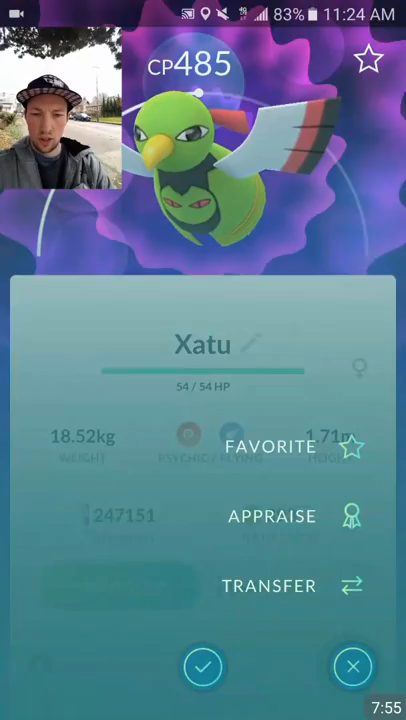 83% 11:24 AM
CP485
Xatu
54 / 54 HP
18.52kg
1.71m
WEIGHT
PSYCHIC / FLYING
HEIGHT
FAVORITE
247151
APPRAISE
TRANSFER
7:55